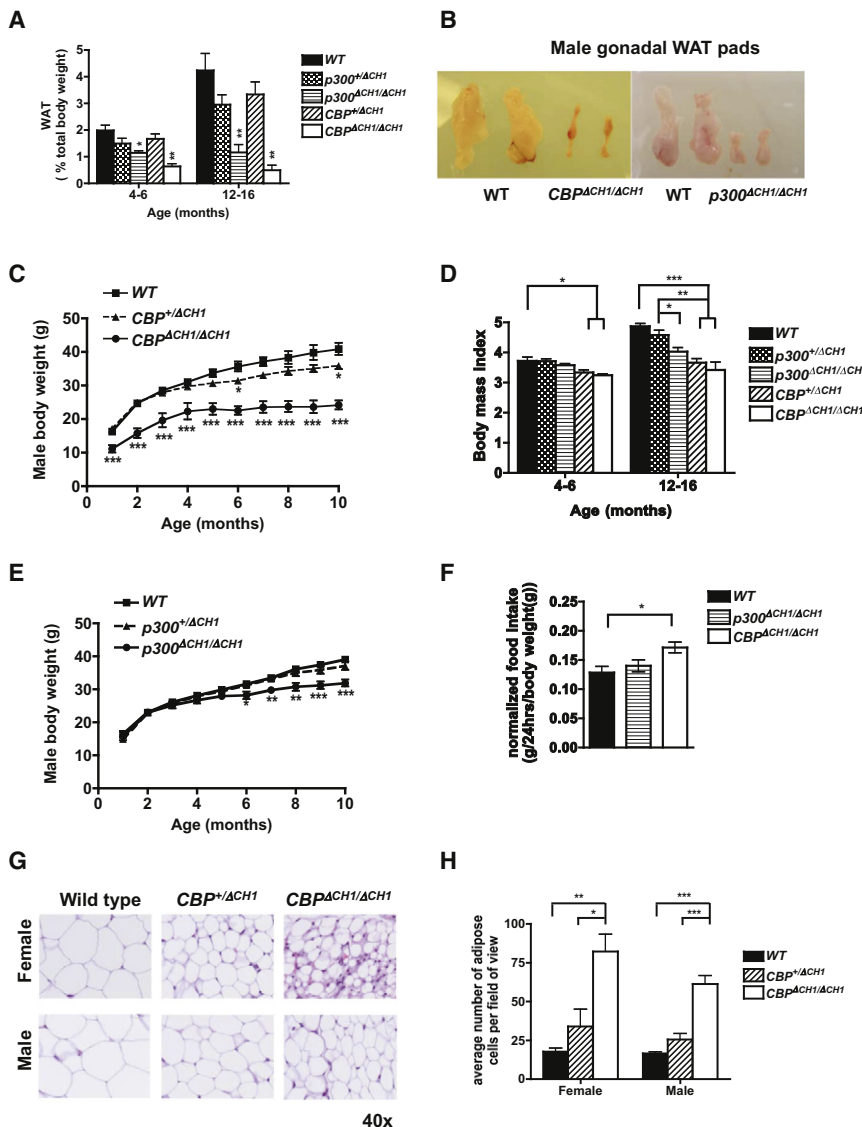 A
WAT
( % total body weight)
5
4
3
2
1
0
*
**
**
**
4-6
12-16
Age (months)
WT
p300+/ΔCH1
p300ΔCH1/ΔCH1
CBP+/ΔCH1
CBPΔCH1/ΔCH1
B
Male gonadal WAT pads
WT CBPΔCH1/ΔCH1 WT p300ΔCH1/ΔCH1
C
Male body weight (g)
WT
CBP+/ΔCH1
CBPΔCH1/ΔCH1
50
40
30
20
10
0
*
*
*** *** *** *** *** *** *** *** *** ***
0 2 4 6 8 10
Age (months)
D
Body mass index
***
**
*
*
5
4
3
2
1
0
4-6
12-16
Age (months)
WT
p300+/ΔCH1
p300ΔCH1/ΔCH1
CBP+/ΔCH1
CBPΔCH1/ΔCH1
E
Male body weight (g)
WT
p300+/ΔCH1
p300ΔCH1/ΔCH1
50
40
30
20
10
0
* ** ** *** ***
0 2 4 6 8 10
Age (months)
F
normalized food intake
(g/24hrs/body weight(g))
0.25
0.20
0.15
0.10
0.05
0.00
*
WT
p300ΔCH1/ΔCH1
CBPΔCH1/ΔCH1
G
Wild type CBP+/ΔCH1 CBPΔCH1/ΔCH1
Female
Male
40x
H
average number of adipose
cells per field of view
100
75
50
25
0
**
*
***
***
Female
Male
WT
CBP+/ΔCH1
CBPΔCH1/ΔCH1